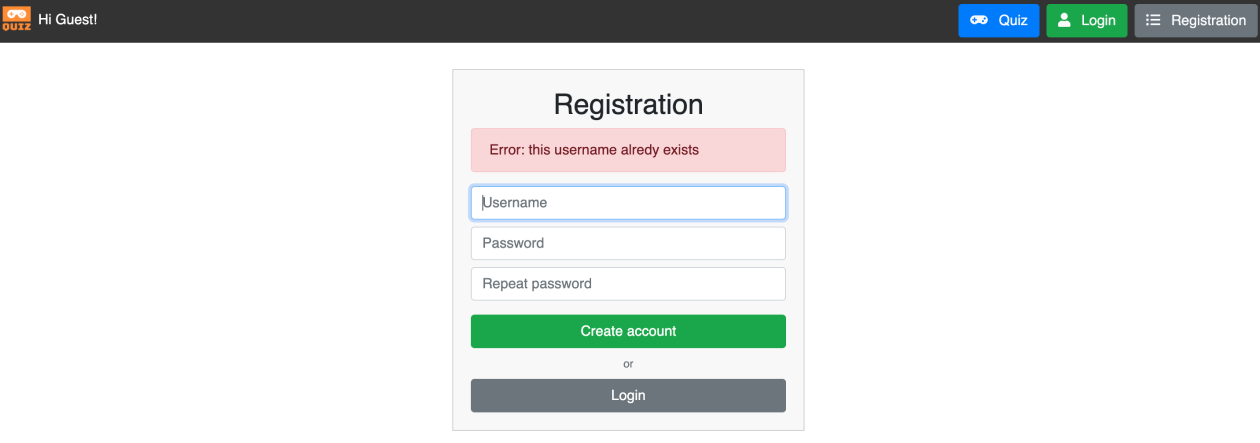 QUIZ Hi Guest! Quiz Login Registration
Registration
Error: this username alredy exists
Username
Password
Repeat password
Create account
or
Login